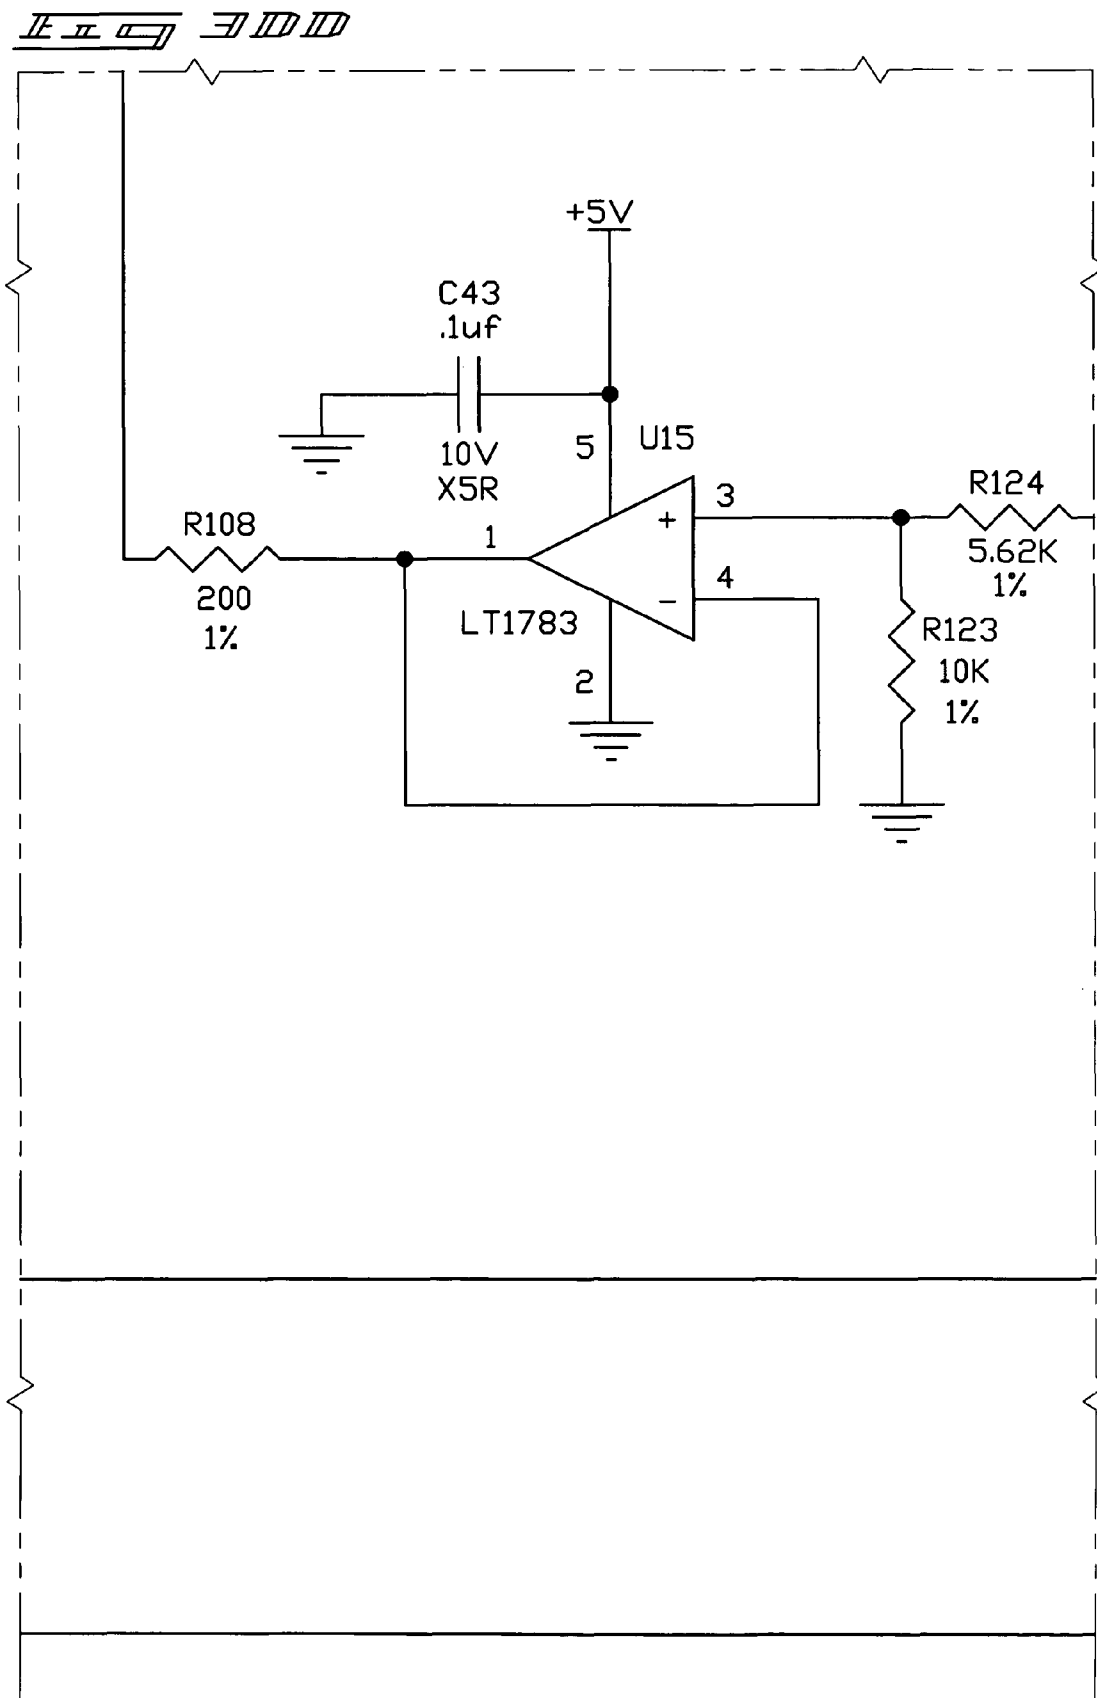 Fig 3DD
+5V
C43
.1uf
10V
X5R
5
U15
3
+
R124
5.62K
1%
R108
200
1%
1
4
-
LT1783
2
R123
10K
1%